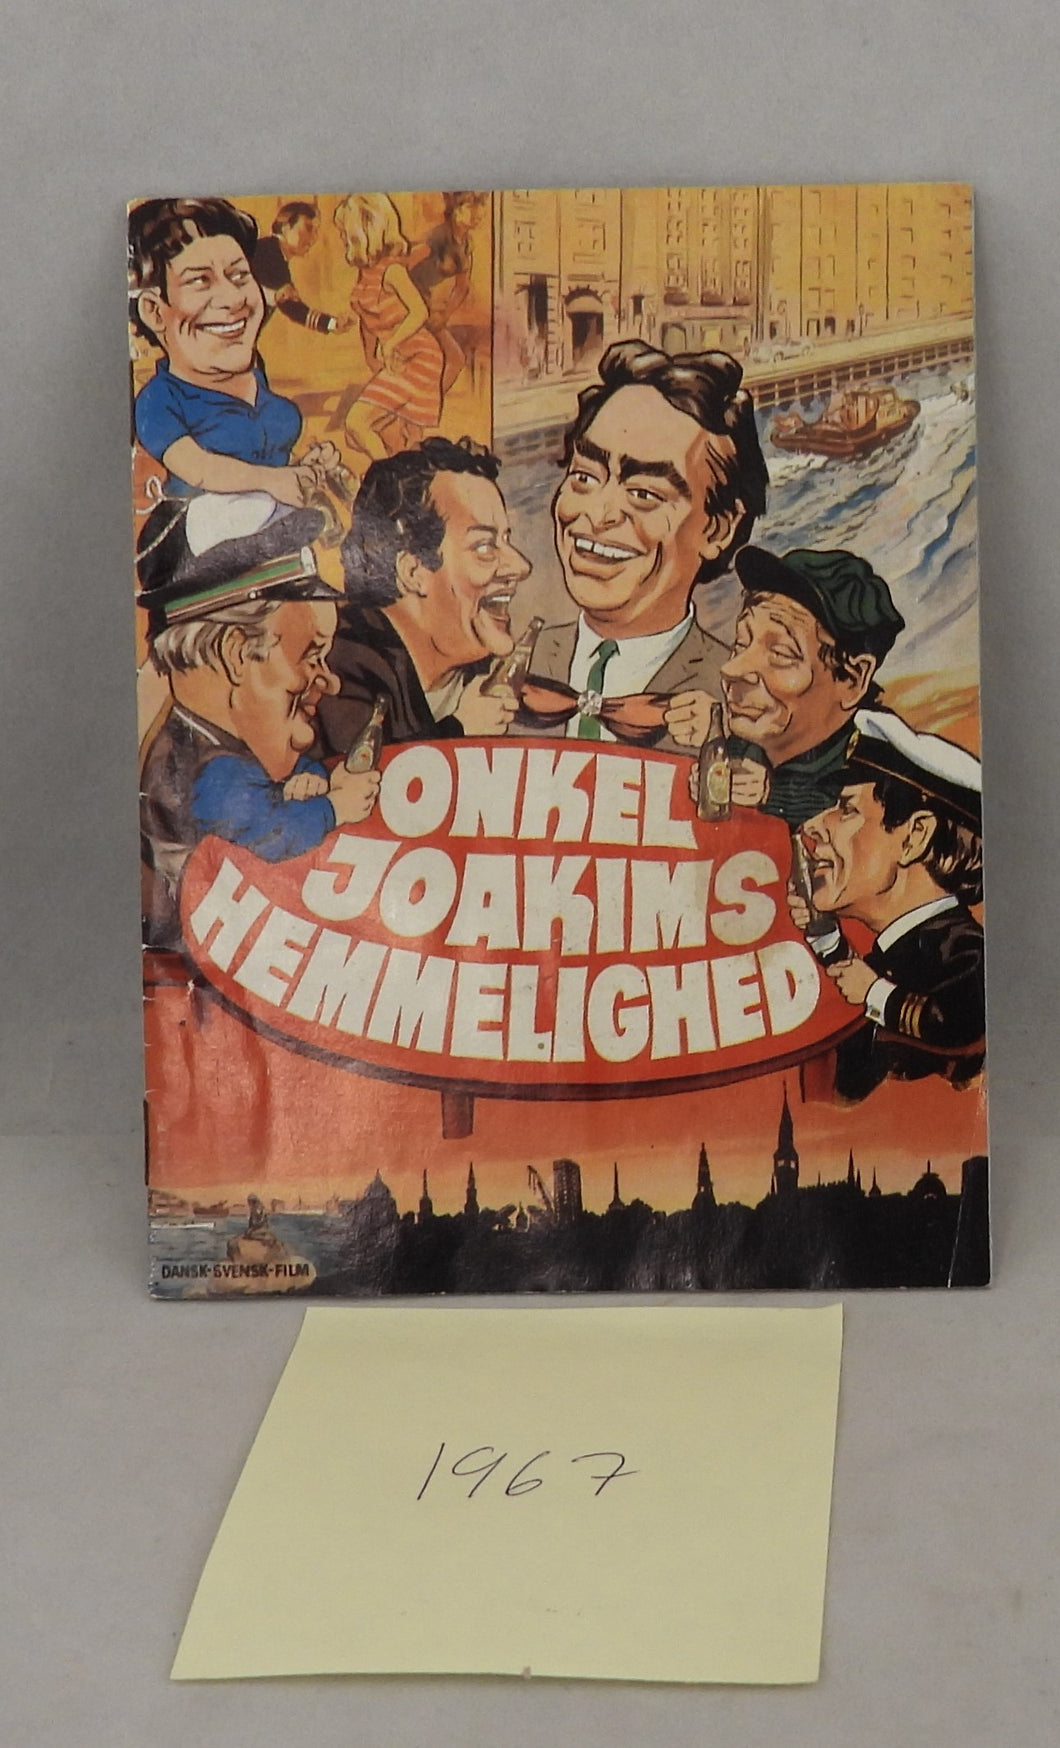 ONKEL
JOAKIMS
HEMMELIGHED
DANSK-SVENSK-FILM
1967